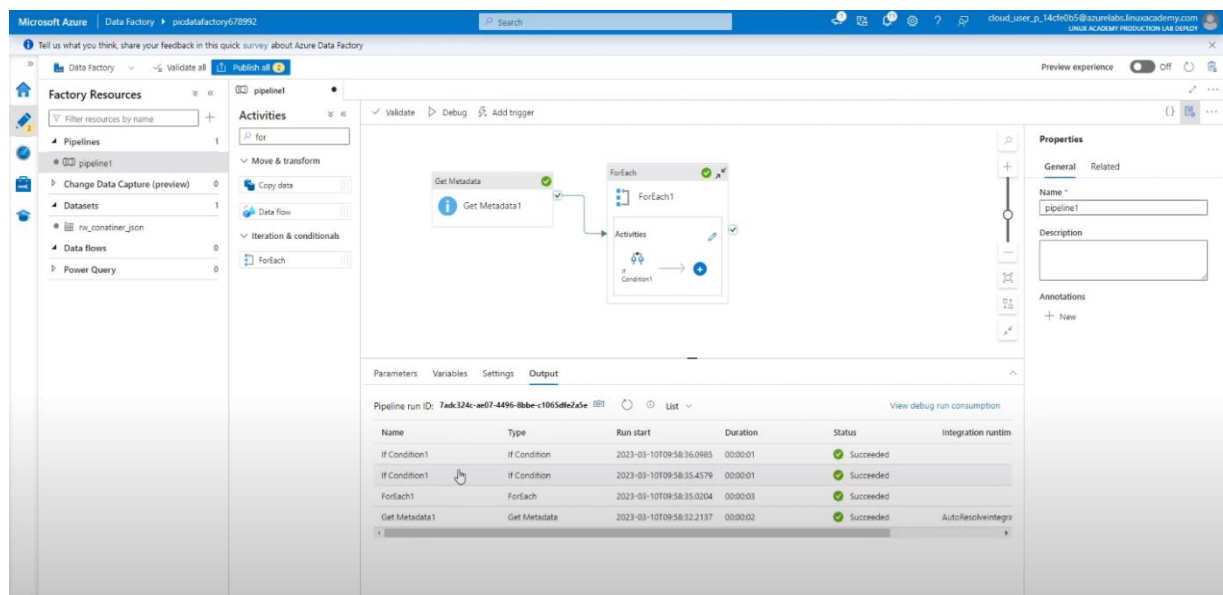 Microsoft Azure | Data Factory ▸ picdatafactory678992
Search
cloud_user_p_14cfe0b5@azurelabs.linuxacademy.com
LINUX ACADEMY PRODUCTION LAB DEPLOY
Tell us what you think, share your feedback in this quick survey about Azure Data Factory
Data Factory
Validate all
Publish all 2
Preview experience
Off
Factory Resources
Filter resources by name
Pipelines 1
pipeline1
Change Data Capture (preview) 0
Datasets 1
rw_conatiner_json
Data flows 0
Power Query 0
pipeline1
Activities
for
Move & transform
Copy data
Data flow
Iteration & conditionals
ForEach
Validate Debug Add trigger
Get Metadata
Get Metadata1
ForEach
ForEach1
Activities
If
Condition1
Parameters Variables Settings Output
Pipeline run ID: 7adc324c-ae07-4496-8bbe-c1065dfe2a5e List
View debug run consumption
Name Type Run start Duration Status Integration runtim
If Condition1 If Condition 2023-03-10T09:58:36.0985 00:00:01 Succeeded
If Condition1 If Condition 2023-03-10T09:58:35.4579 00:00:01 Succeeded
ForEach1 ForEach 2023-03-10T09:58:35.0204 00:00:03 Succeeded
Get Metadata1 Get Metadata 2023-03-10T09:58:32.2137 00:00:02 Succeeded AutoResolveIntegra
Properties
General Related
Name *
pipeline1
Description
Annotations
New